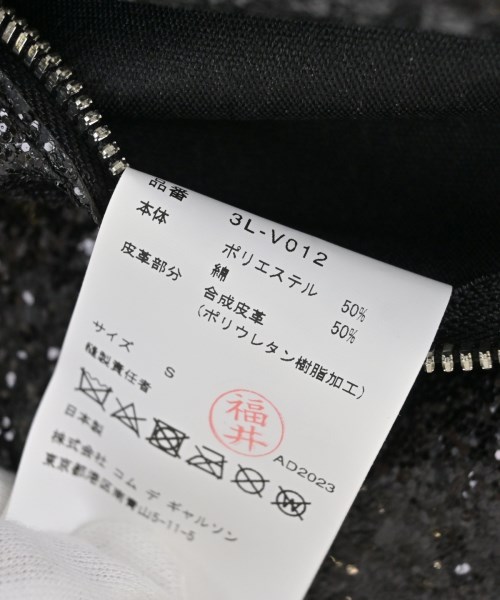 品番 3L-V012
本体 ポリエステル 50%
綿 50%
皮革部分 合成皮革
(ポリウレタン樹脂加工)
サイズ S
縫製責任者 福井
AD2023
日本製
株式会社 コム デ ギャルソン
東京都港区南青山5-11-5